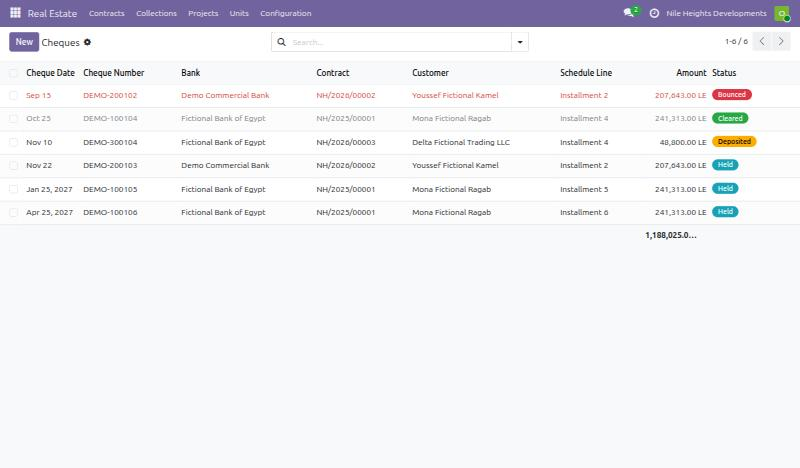 Real Estate Contracts Collections Projects Units Configuration 2 Nile Heights Developments O
New Cheques Search... 1-6 / 6
Cheque Date Cheque Number Bank Contract Customer Schedule Line Amount Status
Sep 15 DEMO-200102 Demo Commercial Bank NH/2026/00002 Youssef Fictional Kamel Installment 2 207,643.00 LE Bounced
Oct 25 DEMO-100104 Fictional Bank of Egypt NH/2025/00001 Mona Fictional Ragab Installment 4 241,313.00 LE Cleared
Nov 10 DEMO-300104 Fictional Bank of Egypt NH/2026/00003 Delta Fictional Trading LLC Installment 4 48,800.00 LE Deposited
Nov 22 DEMO-200103 Demo Commercial Bank NH/2026/00002 Youssef Fictional Kamel Installment 2 207,643.00 LE Held
Jan 25, 2027 DEMO-100105 Fictional Bank of Egypt NH/2025/00001 Mona Fictional Ragab Installment 5 241,313.00 LE Held
Apr 25, 2027 DEMO-100106 Fictional Bank of Egypt NH/2025/00001 Mona Fictional Ragab Installment 6 241,313.00 LE Held
1,188,025.0...